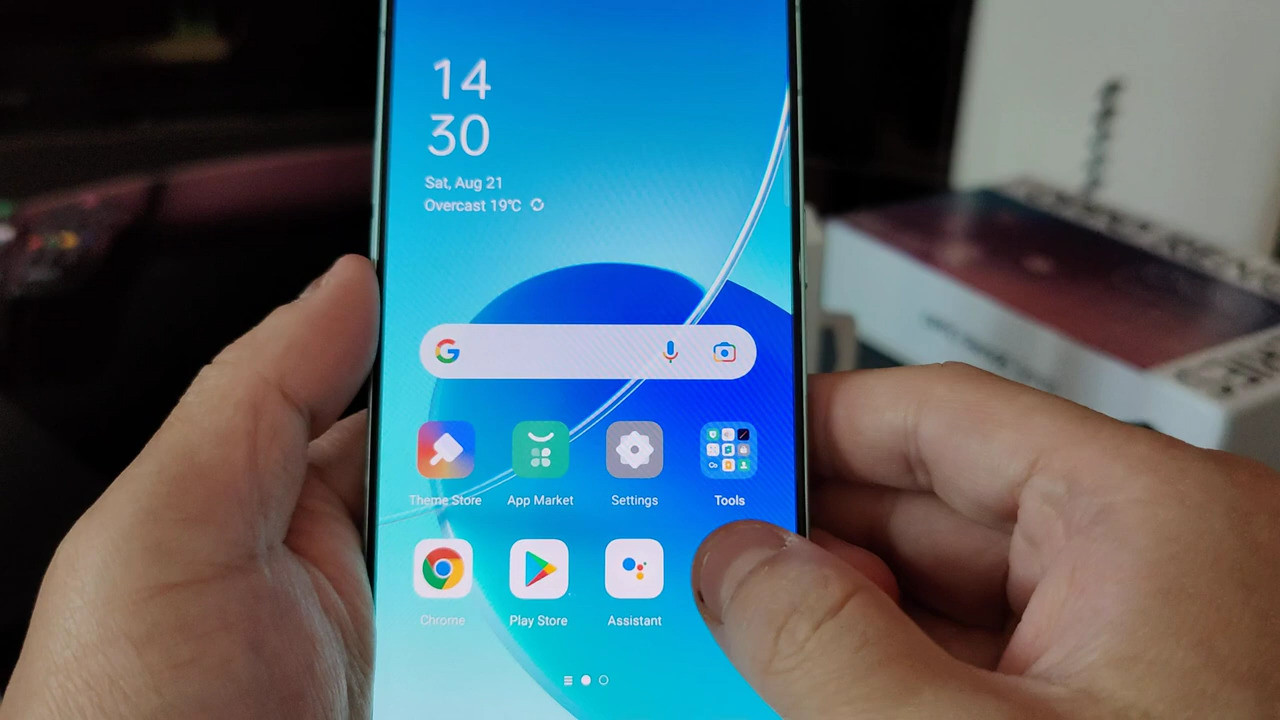 14
30
Sat, Aug 21
Overcast 19℃
Theme Store
App Market
Settings
Tools
Chrome
Play Store
Assistant